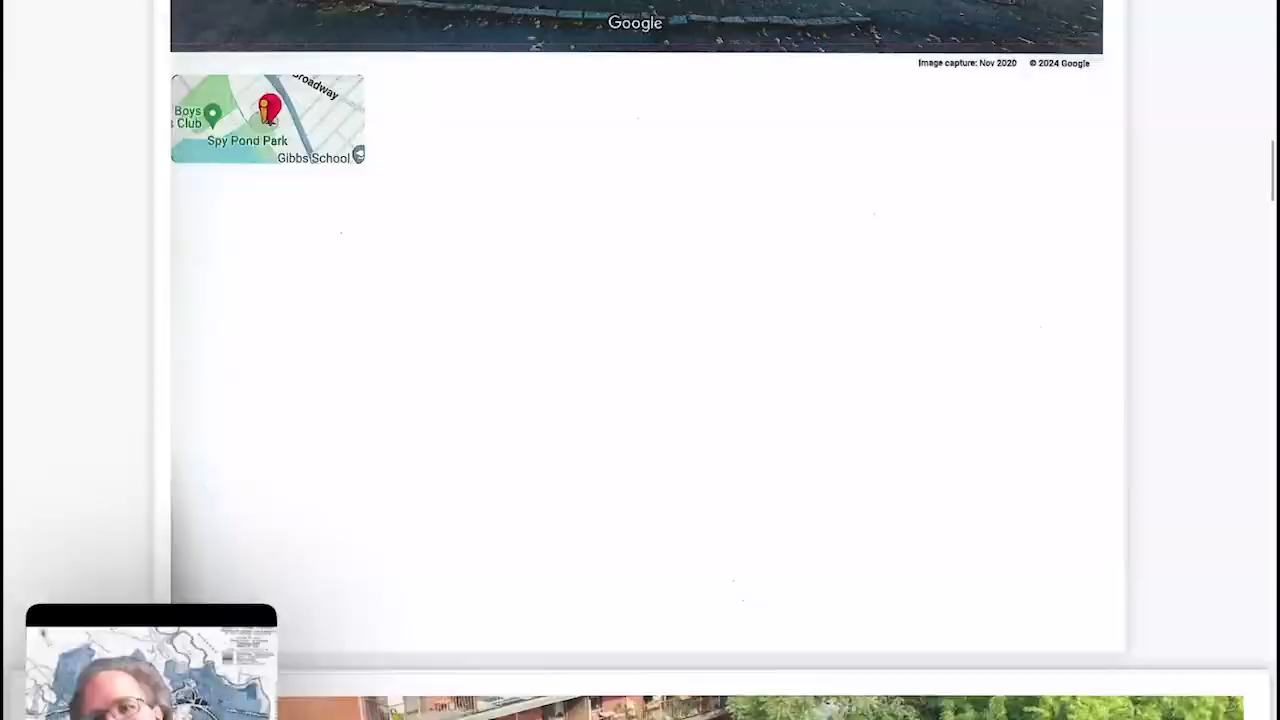 Google
Image capture: Nov 2020 © 2024 Google
Broadway
Boys
Club
Spy Pond Park
Gibbs School